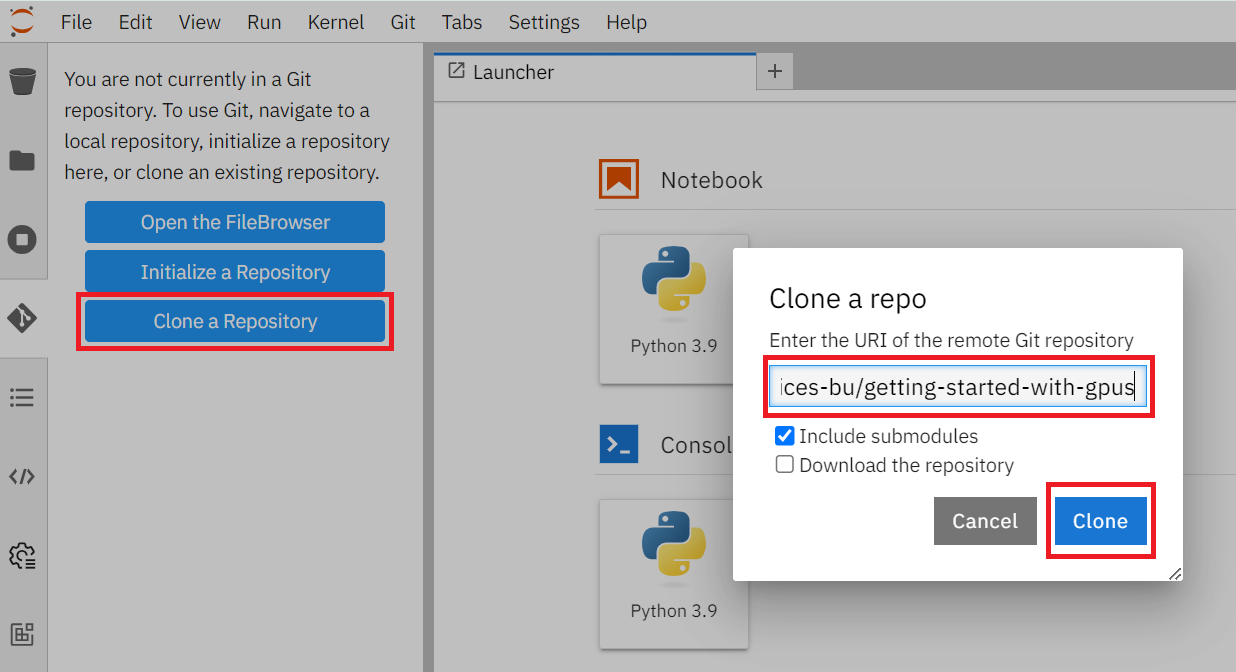 File Edit View Run Kernel Git Tabs Settings Help
You are not currently in a Git
repository. To use Git, navigate to a
local repository, initialize a repository
here, or clone an existing repository.
Open the FileBrowser
Initialize a Repository
Clone a Repository
Launcher
Notebook
Python 3.9
Consol
Python 3.9
Clone a repo
Enter the URI of the remote Git repository
ices-bu/getting-started-with-gpus
Include submodules
Download the repository
Cancel
Clone